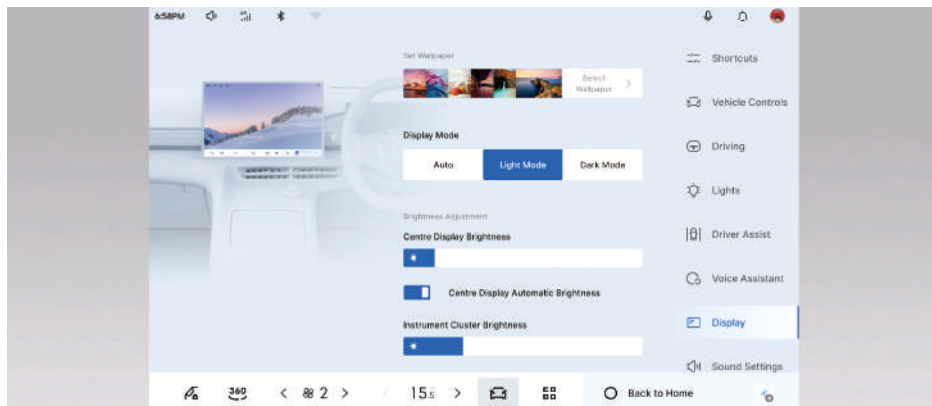 6:58PM
Set Wallpaper
Select
Wallpaper
Display Mode
Auto
Light Mode
Dark Mode
Brightness Adjustment
Centre Display Brightness
Centre Display Automatic Brightness
Instrument Cluster Brightness
Shortcuts
Vehicle Controls
Driving
Lights
Driver Assist
Voice Assistant
Display
Sound Settings
360
2
15.5
Back to Home